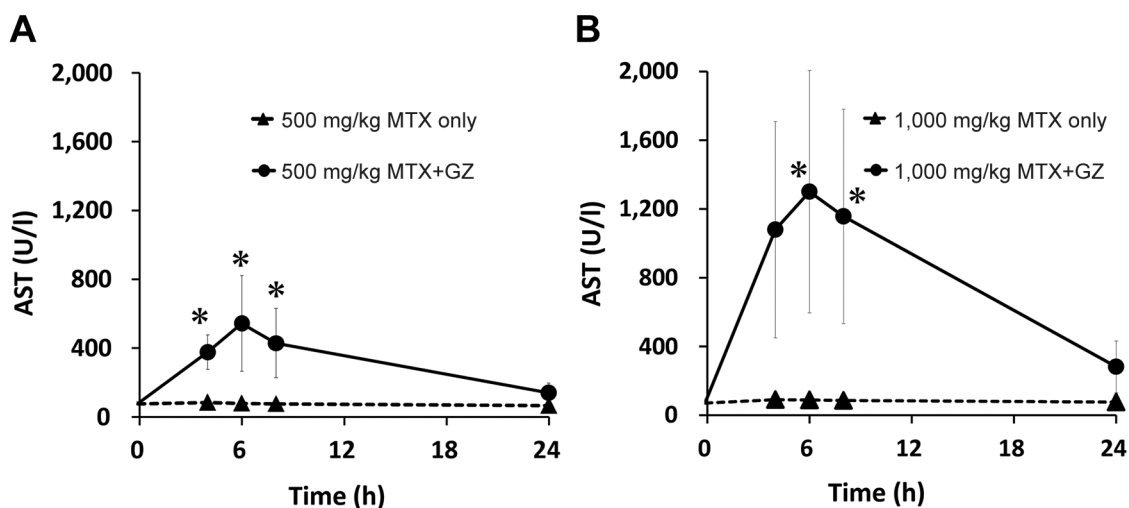 A
AST (U/l)
2,000
1,600
1,200
800
400
0
500 mg/kg MTX only
500 mg/kg MTX+GZ
*
*
*
0 6 12 18 24
Time (h)
B
AST (U/l)
2,000
1,600
1,200
800
400
0
1,000 mg/kg MTX only
1,000 mg/kg MTX+GZ
*
*
0 6 12 18 24
Time (h)